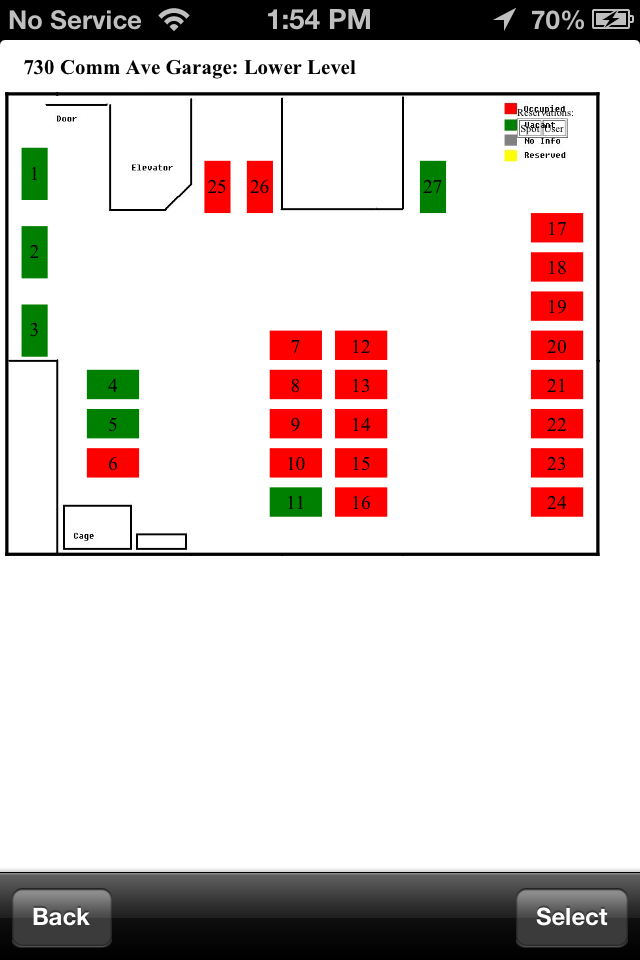 No Service 1:54 PM 70%
730 Comm Ave Garage: Lower Level
Occupied
Reservations:
Door
Vacant
Spot User
No Info
Elevator
Reserved
1
25 26 27
17
2
18
19
3
7 12 20
4 8 13 21
5 9 14 22
6 10 15 23
11 16 24
Cage
Back Select